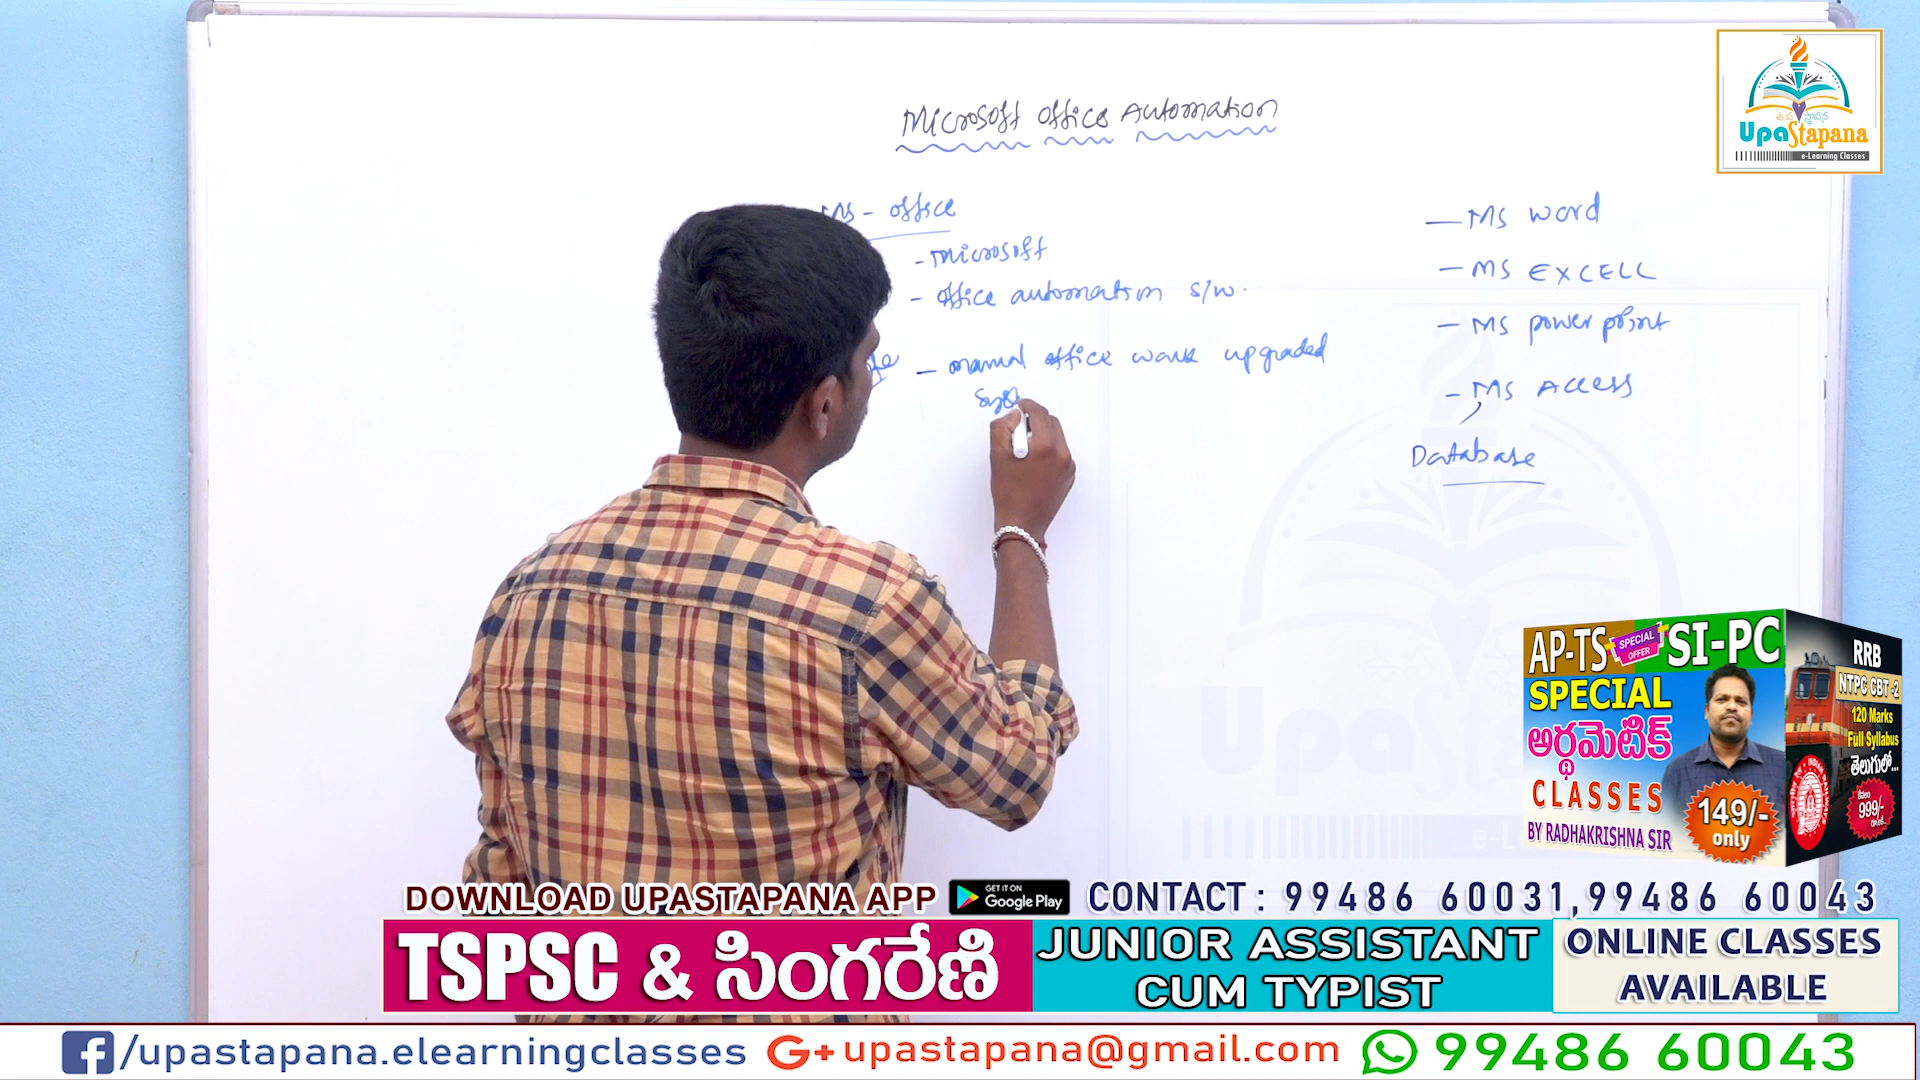 Microsoft office Automation
MS - office
- Microsoft
- office automation s/w.
- manual office work upgraded
- MS word
- MS EXCELL
- MS power point
- MS Access
Database
ఉపస్థాపన
UpaStapana
e-Learning Classes
AP-TS SPECIAL OFFER SI-PC
SPECIAL
అర్థమెటిక్
CLASSES
BY RADHAKRISHNA SIR
149/-
only
RRB
NTPC CBT -2
120 Marks
Full Syllabus
తెలుగులో...
999/-
DOWNLOAD UPASTAPANA APP GET IT ON Google Play CONTACT : 99486 60031,99486 60043
TSPSC & సింగరేణి
JUNIOR ASSISTANT
CUM TYPIST
ONLINE CLASSES
AVAILABLE
/upastapana.elearningclasses G+ upastapana@gmail.com 99486 60043